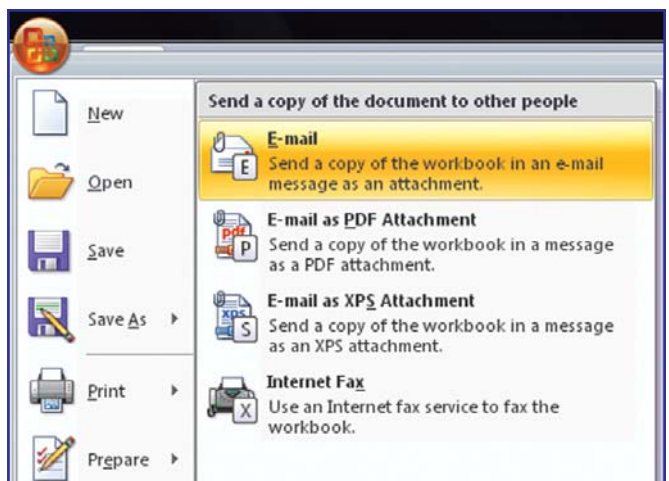 New
Open
Save
Save As
Print
Prepare
Send a copy of the document to other people
E-mail
E
Send a copy of the workbook in an e-mail
message as an attachment.
E-mail as PDF Attachment
pdf
P
Send a copy of the workbook in a message
as a PDF attachment.
E-mail as XPS Attachment
xps
S
Send a copy of the workbook in a message
as an XPS attachment.
Internet Fax
X
Use an Internet fax service to fax the
workbook.